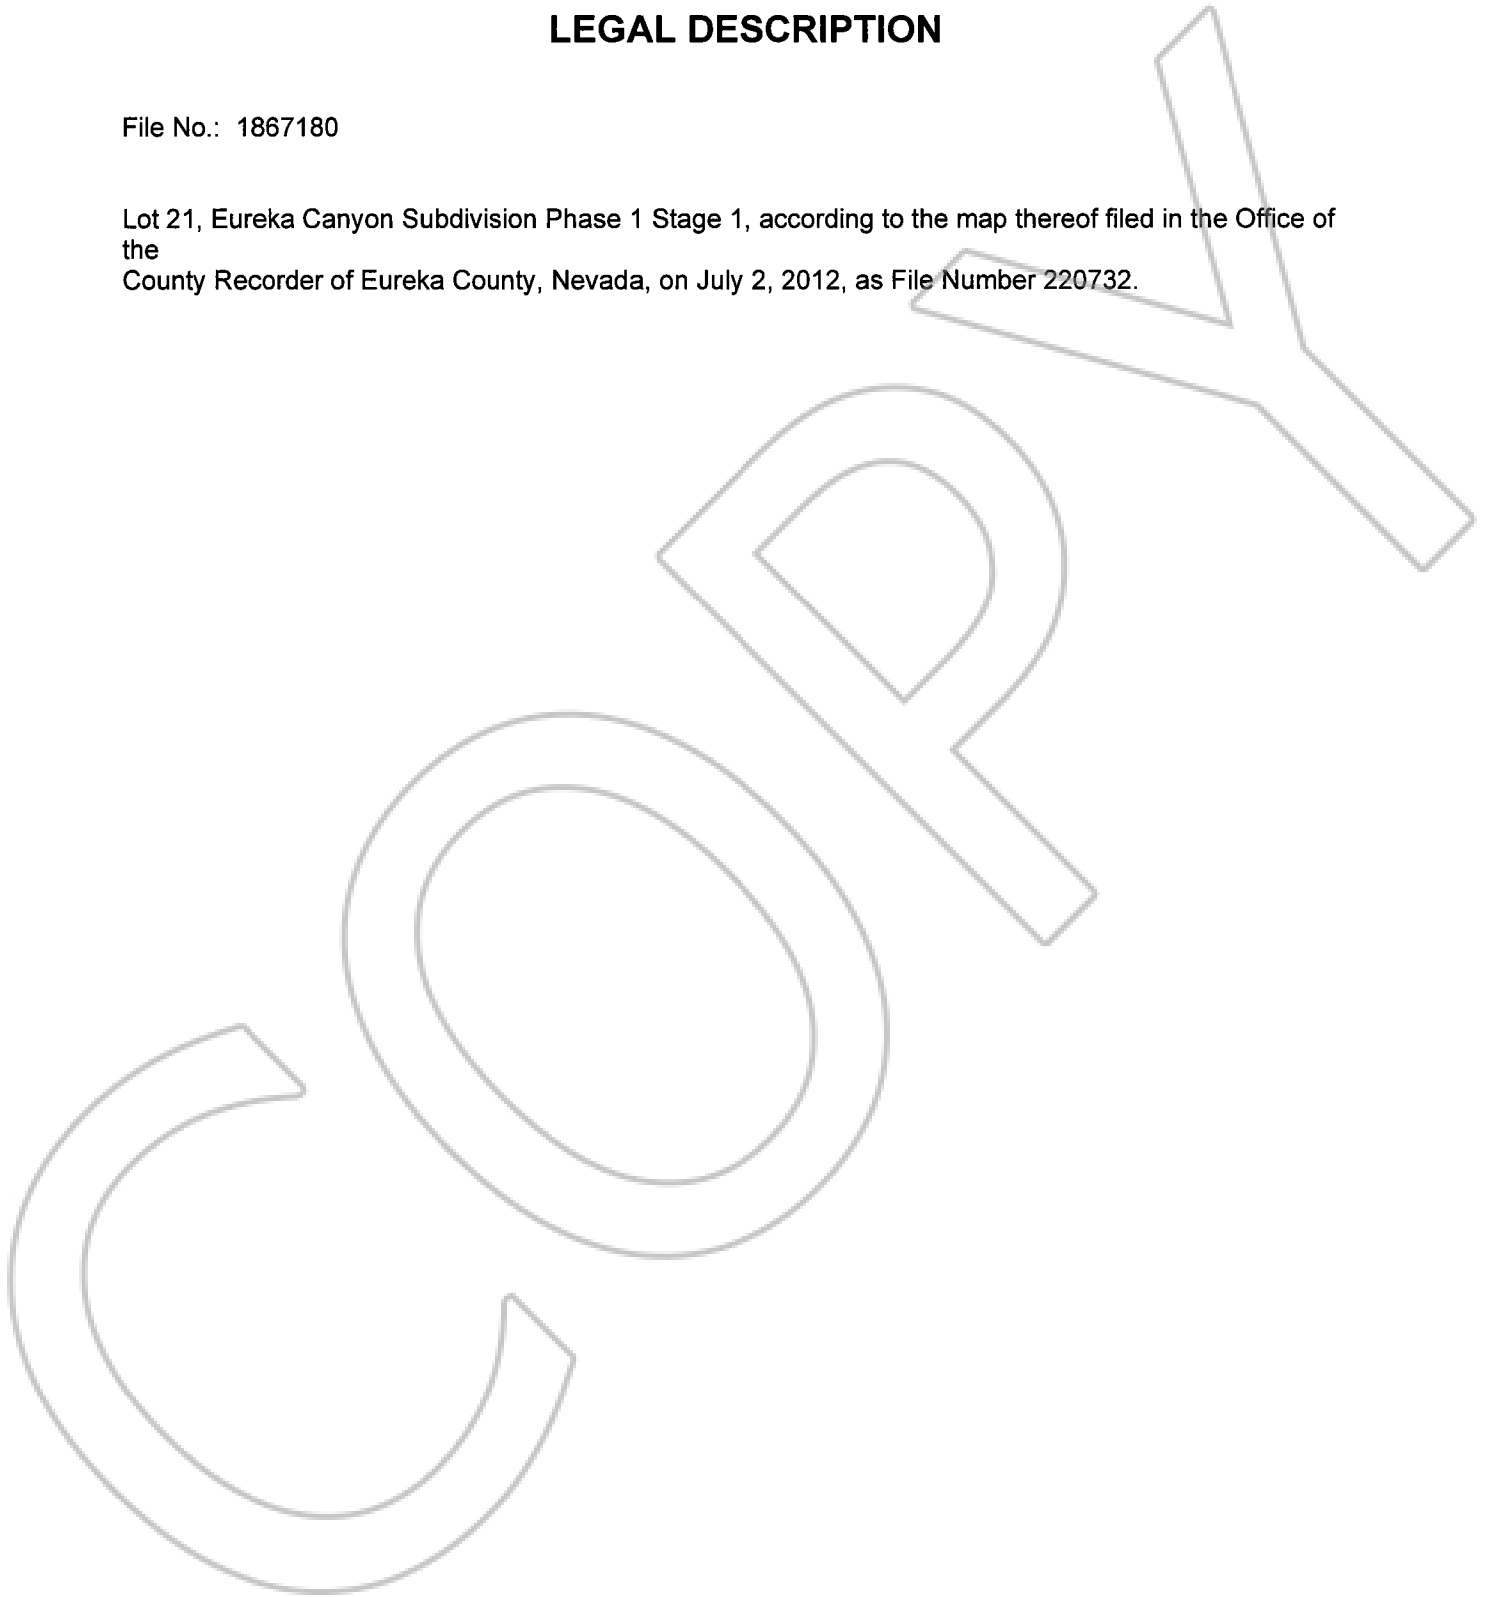 LEGAL DESCRIPTION
File No.: 1867180
Lot 21, Eureka Canyon Subdivision Phase 1 Stage 1, according to the map thereof filed in the Office of
the
County Recorder of Eureka County, Nevada, on July 2, 2012, as File Number 220732.
COPY